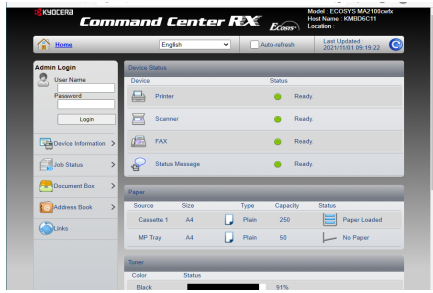 KYOCERA
Command Center RX
Ecosys
Model : ECOSYS MA2100cwfx
Host Name : KMBD6C11
Location :
Home
English
Auto-refresh
Last Updated
2021/11/01 09:19:22
Admin Login
User Name
Password
Login
Device Information
Job Status
Document Box
Address Book
Links
Device Status
Device Status
Printer Ready.
Scanner Ready.
FAX Ready.
Status Message Ready.
Paper
Source Size Type Capacity Status
Cassette 1 A4 Plain 250 Paper Loaded
MP Tray A4 Plain 50 No Paper
Toner
Color Status
Black 91%